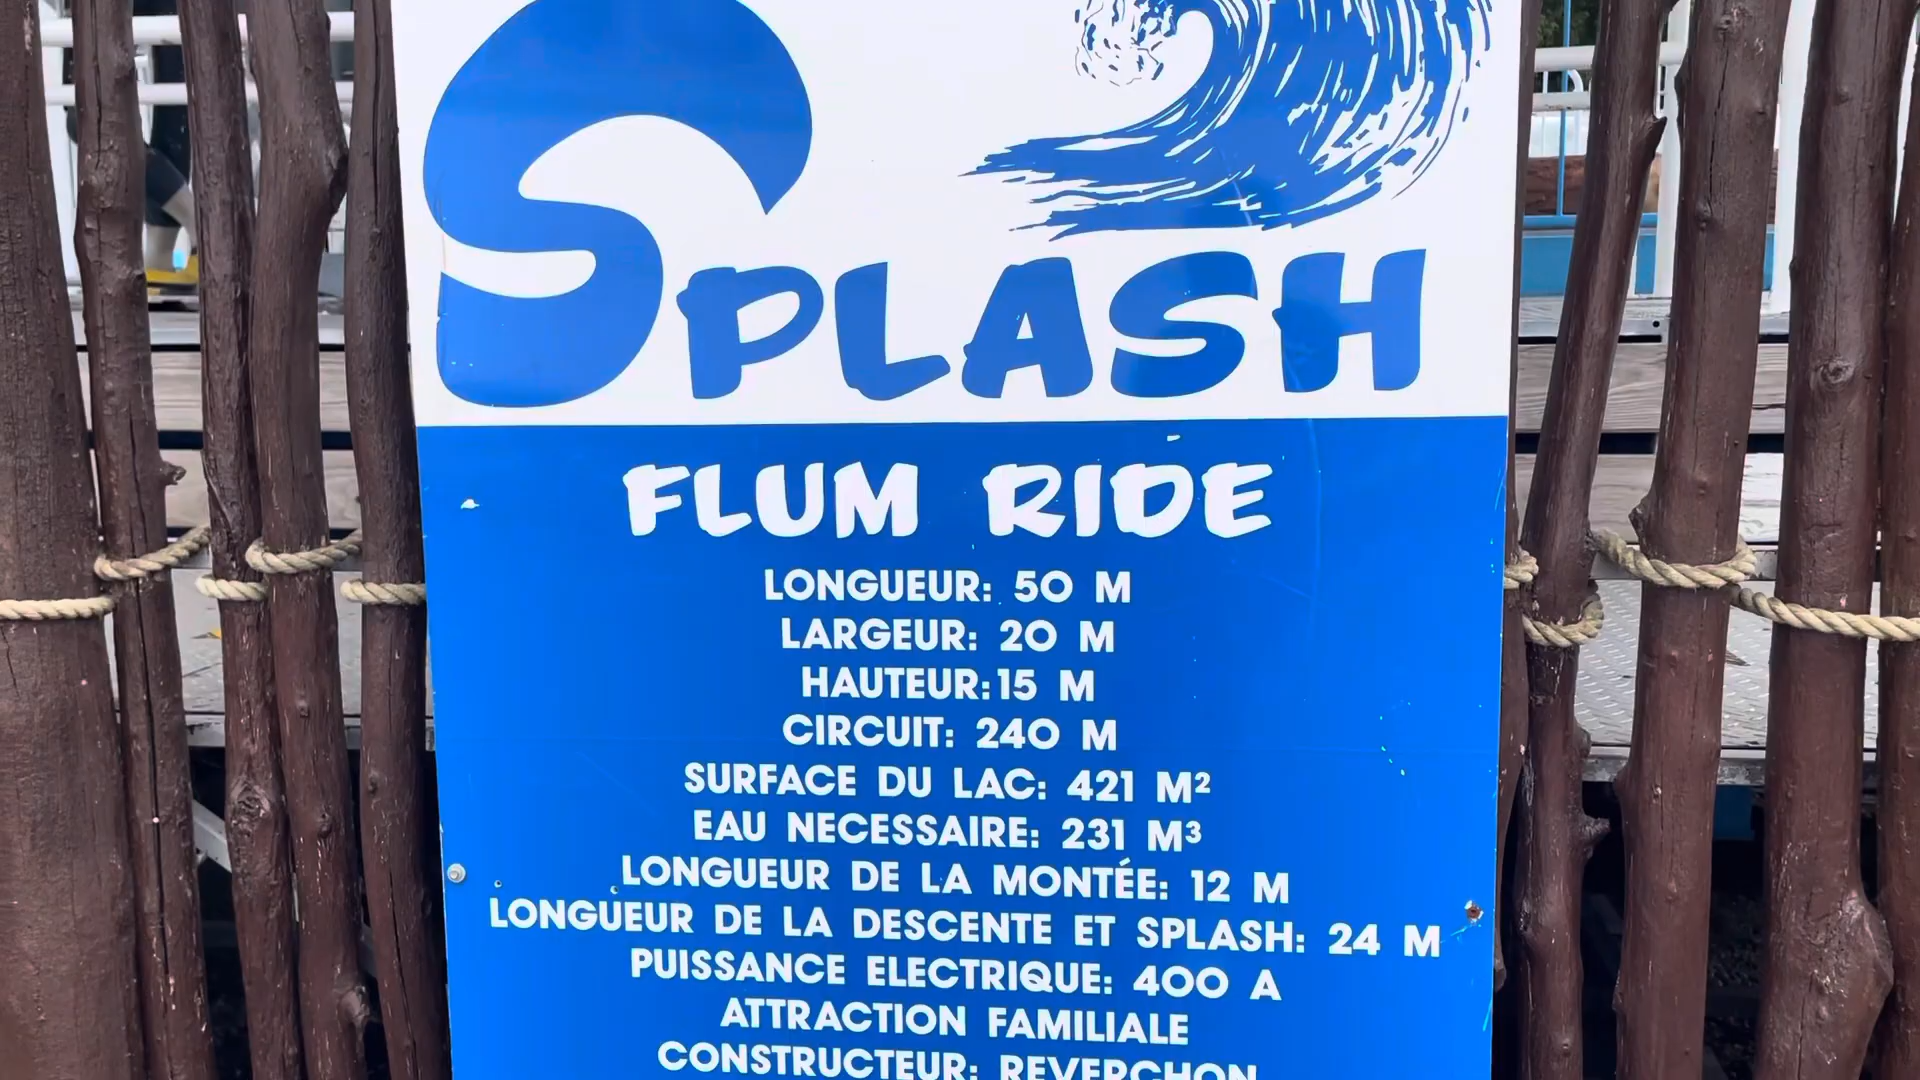 SPLASH
FLUM RIDE
LONGUEUR: 50 M
LARGEUR: 20 M
HAUTEUR: 15 M
CIRCUIT: 240 M
SURFACE DU LAC: 421 M²
EAU NECESSAIRE: 231 M³
LONGUEUR DE LA MONTÉE: 12 M
LONGUEUR DE LA DESCENTE ET SPLASH: 24 M
PUISSANCE ELECTRIQUE: 400 A
ATTRACTION FAMILIALE
CONSTRUCTEUR: REVERCHON